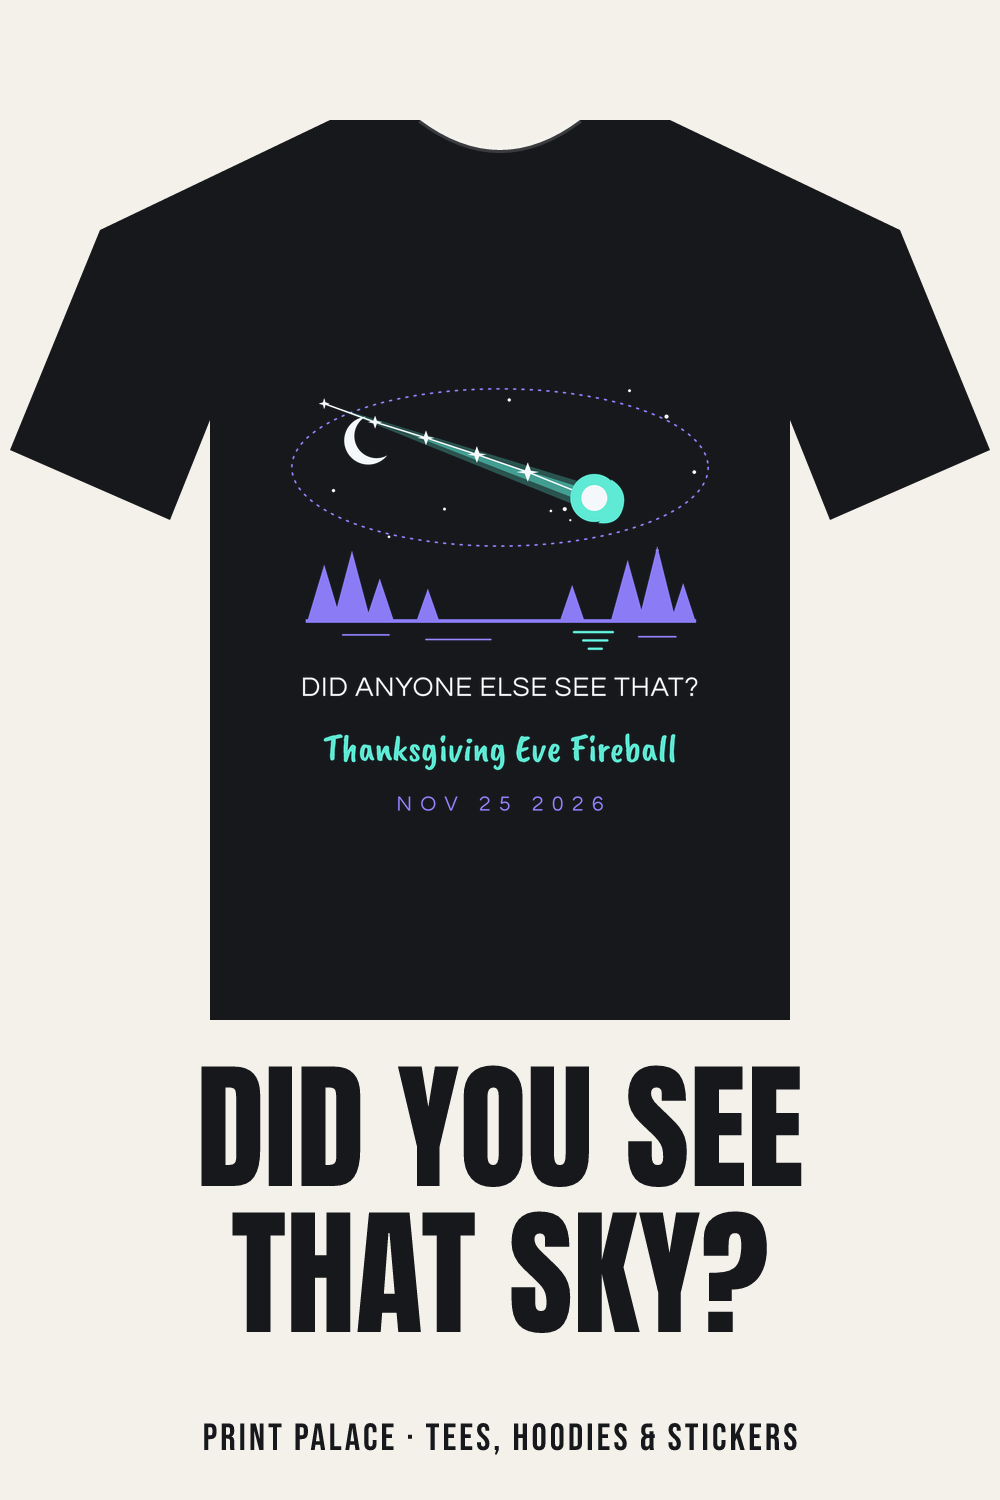 DID ANYONE ELSE SEE THAT?
Thanksgiving Eve Fireball
NOV 25 2026
DID YOU SEE
THAT SKY?
PRINT PALACE · TEES, HOODIES & STICKERS